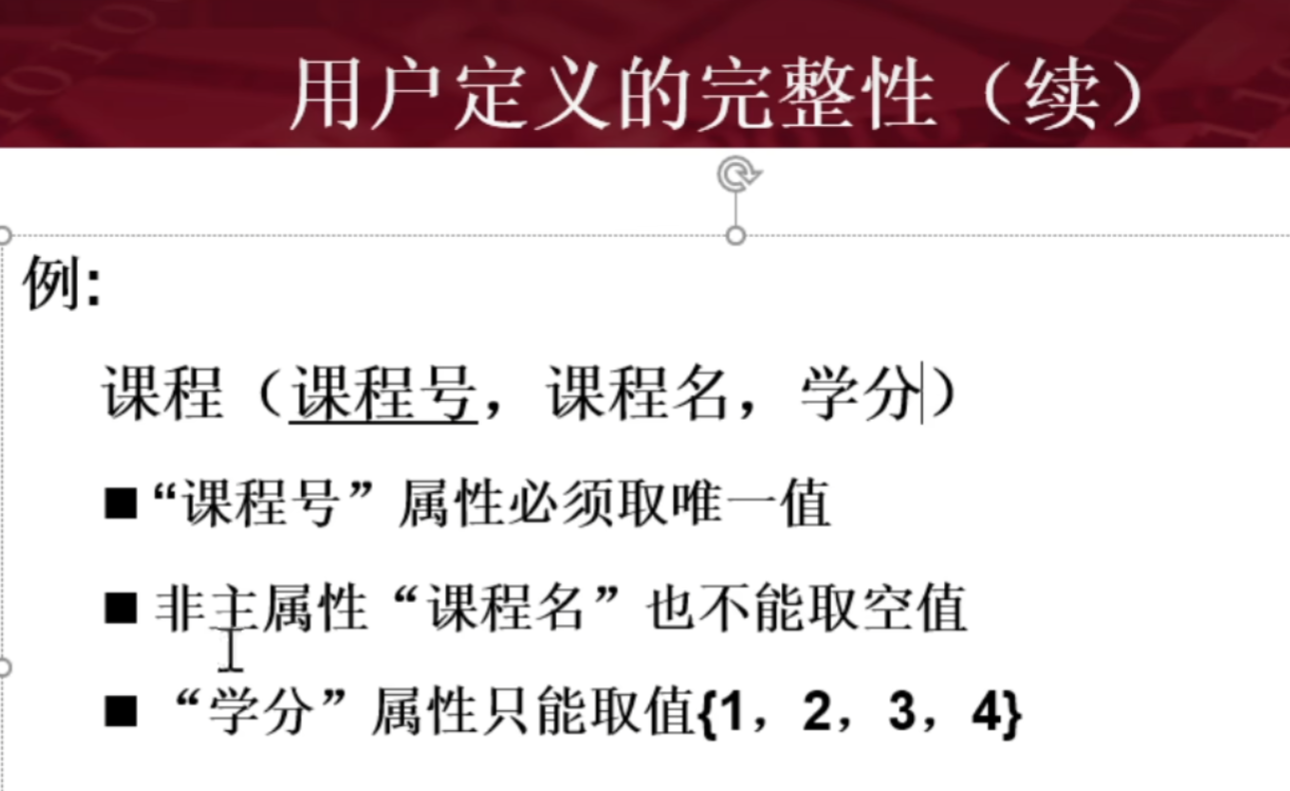 用户定义的完整性（续）
例:
课程（课程号，课程名，学分）
■“课程号”属性必须取唯一值
■ 非主属性“课程名”也不能取空值
■ “学分”属性只能取值{1，2，3，4}